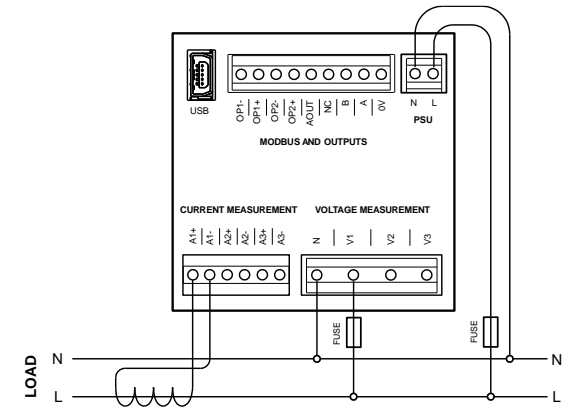 USB
OP1-
OP1+
OP2-
OP2+
AOUT
NC
B
A
0V
N L
PSU
MODBUS AND OUTPUTS
CURRENT MEASUREMENT VOLTAGE MEASUREMENT
A1+
A1-
A2+
A2-
A3+
A3-
N
V1
V2
V3
FUSE
FUSE
LOAD
N N
L L